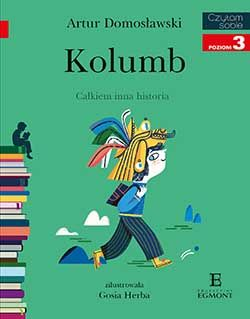 Artur Domosławski
Czytam
sobie
POZIOM 3
Kolumb
Całkiem inna historia
zilustrowała
Gosia Herba
E
EGMONT